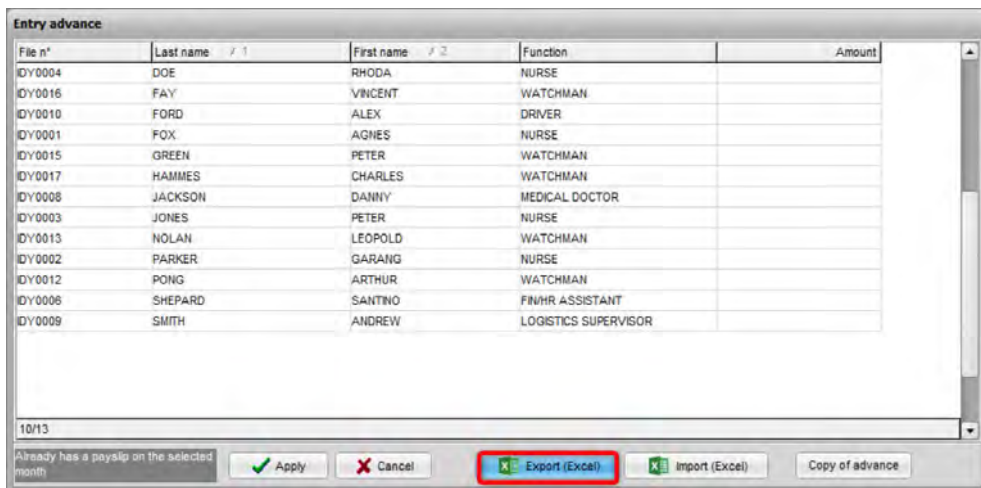 Entry advance
File n° Last name / 1 First name / 2 Function Amount
IDY0004 DOE RHODA NURSE
IDY0016 FAY VINCENT WATCHMAN
IDY0010 FORD ALEX DRIVER
IDY0001 FOX AGNES NURSE
IDY0015 GREEN PETER WATCHMAN
IDY0017 HAMMES CHARLES WATCHMAN
IDY0008 JACKSON DANNY MEDICAL DOCTOR
IDY0003 JONES PETER NURSE
IDY0013 NOLAN LEOPOLD WATCHMAN
IDY0002 PARKER GARANG NURSE
IDY0012 PONG ARTHUR WATCHMAN
IDY0006 SHEPARD SANTINO FIN/HR ASSISTANT
IDY0009 SMITH ANDREW LOGISTICS SUPERVISOR
10/13
Already has a payslip on the selected
month
Apply Cancel Export (Excel) Import (Excel) Copy of advance